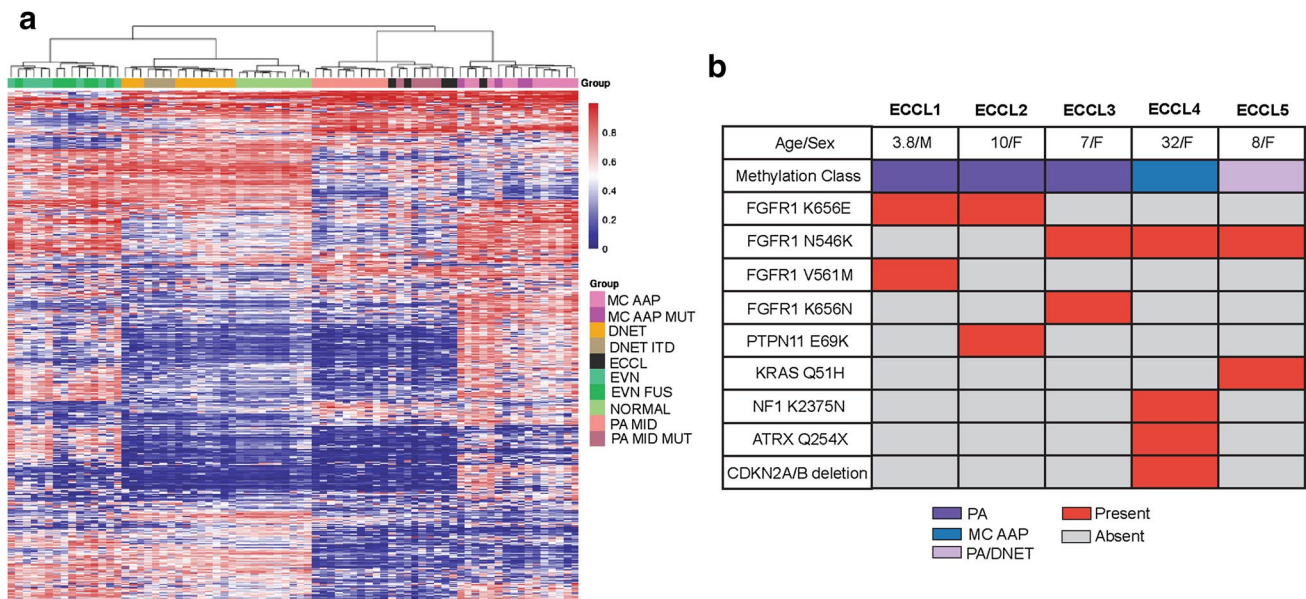 a
Group
0.8
0.6
0.4
0.2
0
Group
MC AAP
MC AAP MUT
DNET
DNET ITD
ECCL
EVN
EVN FUS
NORMAL
PA MID
PA MID MUT
b
ECCL1 ECCL2 ECCL3 ECCL4 ECCL5
Age/Sex 3.8/M 10/F 7/F 32/F 8/F
Methylation Class
FGFR1 K656E
FGFR1 N546K
FGFR1 V561M
FGFR1 K656N
PTPN11 E69K
KRAS Q51H
NF1 K2375N
ATRX Q254X
CDKN2A/B deletion
PA Present
MC AAP Absent
PA/DNET